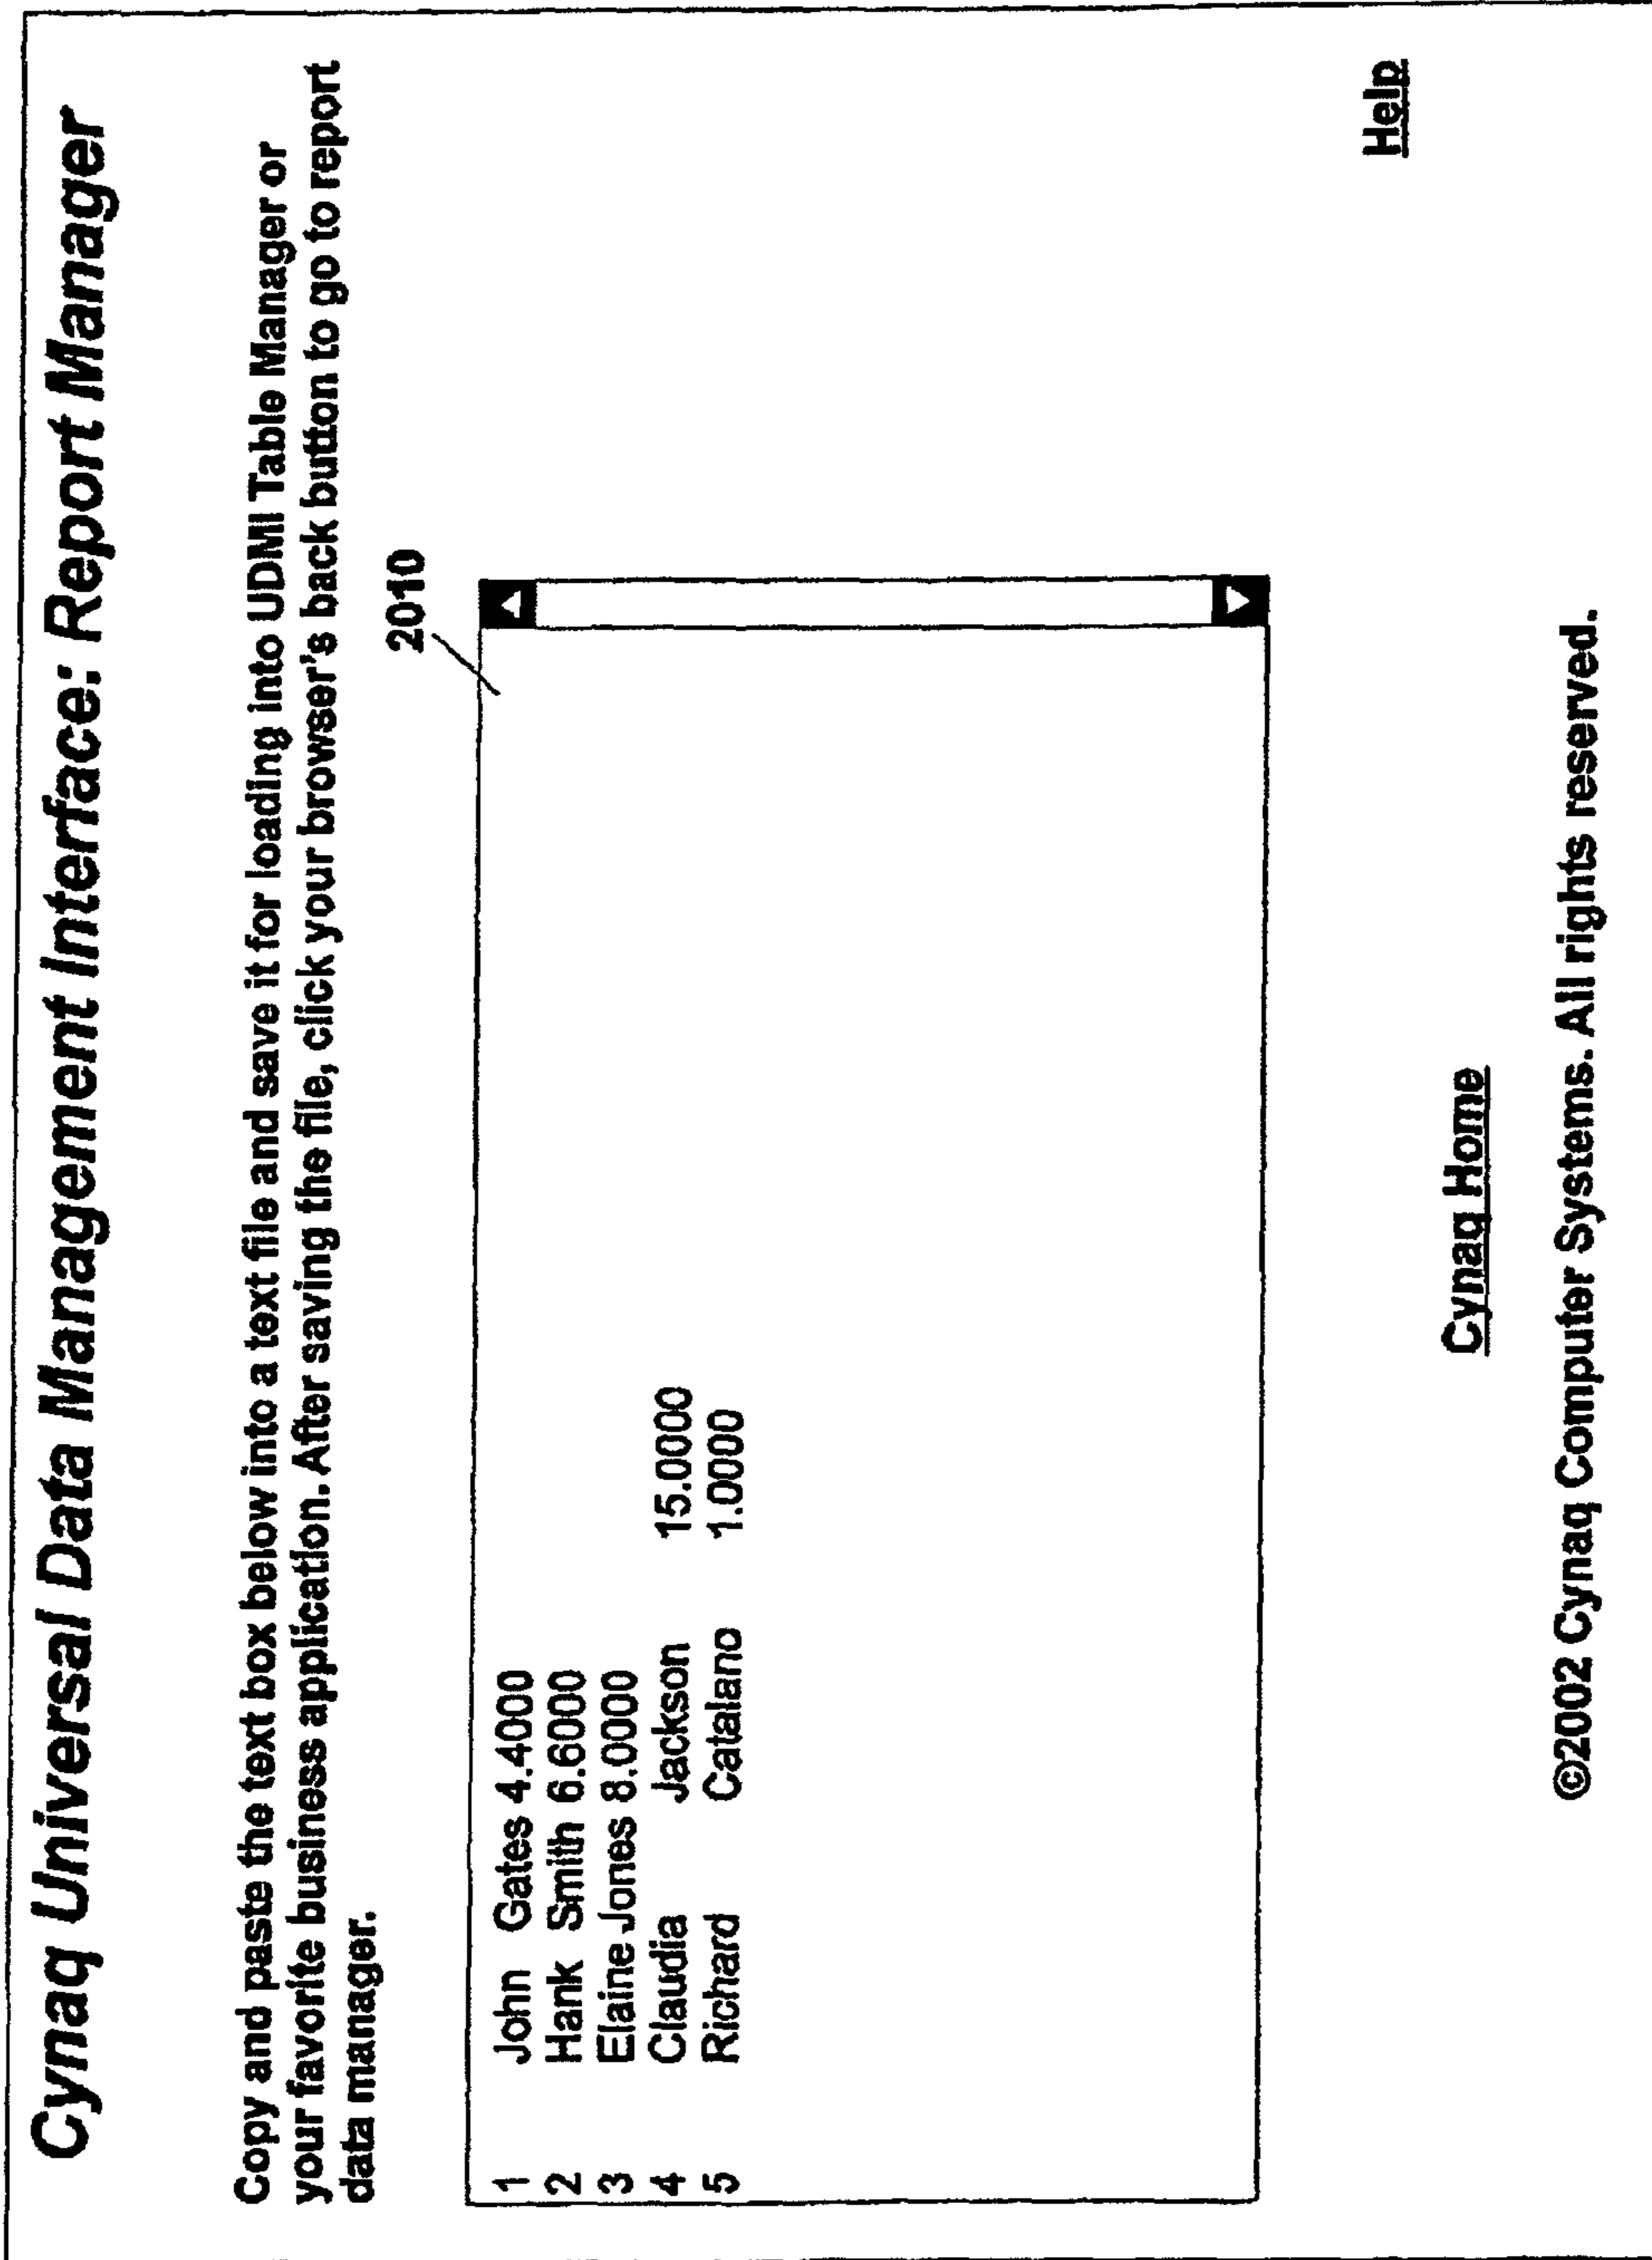 Cynaq Universal Data Management Interface: Report Manager
Copy and paste the text box below into a text file and save it for loading into UDMI Table Manager or
your favorite business application. After saving the file, click your browser's back button to go to report
data manager.
2010
1 John Gates 4.4000
2 Hank Smith 6.6000
3 Elaine Jones 8.0000
4 Claudia Jackson 15.0000
5 Richard Catalano 1.0000
Help
Cynaq Home
©2002 Cynaq Computer Systems. All rights reserved.